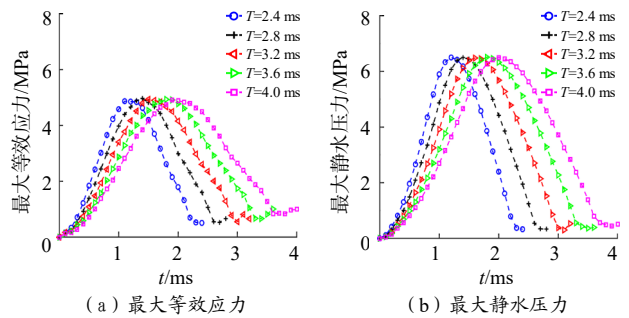 8
6
4
2
0
最大等效应力/MPa
T=2.4 ms
T=2.8 ms
T=3.2 ms
T=3.6 ms
T=4.0 ms
1 2 3 4
t/ms
(a) 最大等效应力
8
6
4
2
0
最大静水压力/MPa
T=2.4 ms
T=2.8 ms
T=3.2 ms
T=3.6 ms
T=4.0 ms
1 2 3 4
t/ms
(b) 最大静水压力